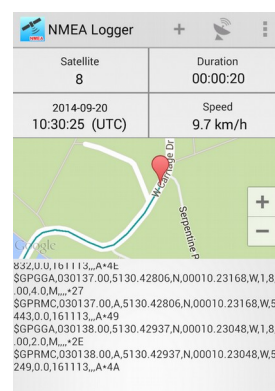 NMEA Logger
Satellite
8
Duration
00:00:20
2014-09-20
10:30:25 (UTC)
Speed
9.7 km/h
W Carriage Dr
Serpentine
Google
832,0.0,161113,,,A*4E
$GPGGA,030137.00,5130.42806,N,00010.23168,W,1,8
.00,4.0,M,,,,*27
$GPRMC,030137.00,A,5130.42806,N,00010.23168,W,5
443,0.0,161113,,,A*49
$GPGGA,030138.00,5130.42937,N,00010.23048,W,1,8
.00,2.0,M,,,,*2E
$GPRMC,030138.00,A,5130.42937,N,00010.23048,W,5
249,0.0,161113,,,A*4A